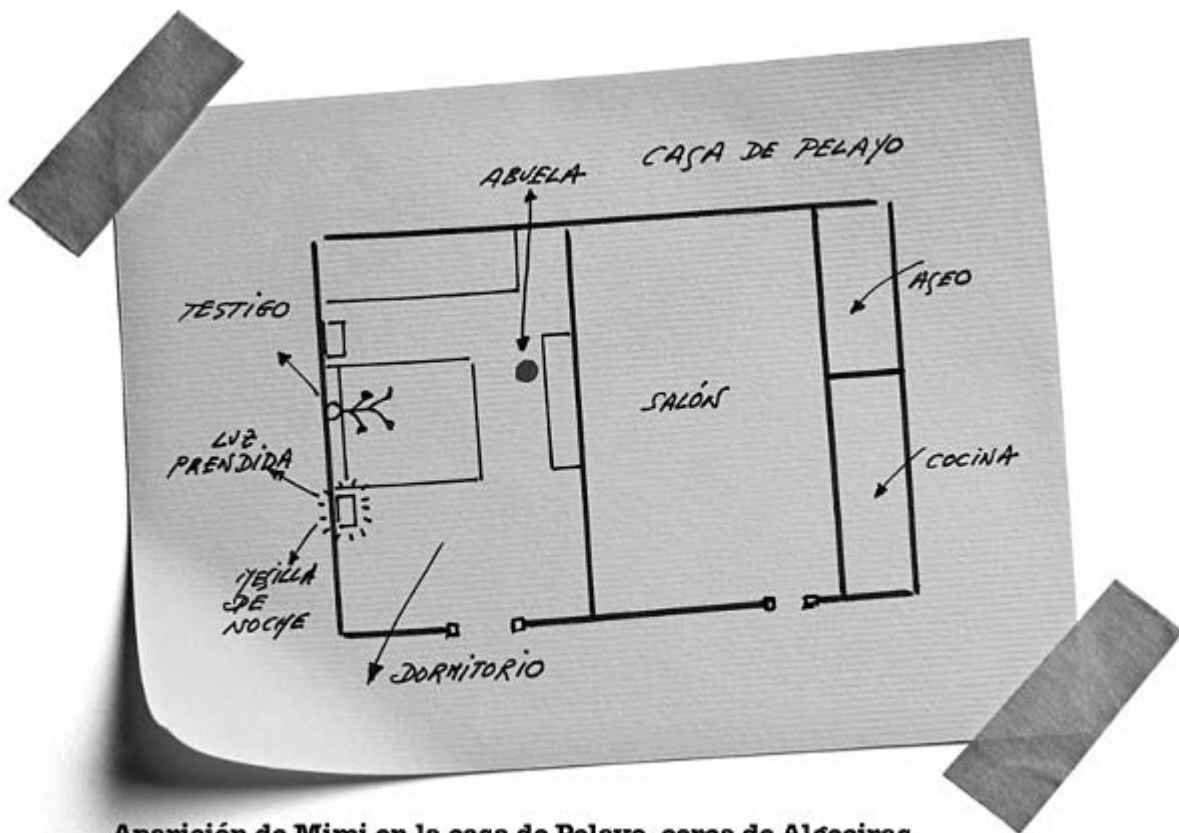 CASA DE PELAYO
ABUELA
TESTIGO
ASEO
SALÓN
LUZ
PRENDIDA
COCINA
MESILLA
DE
NOCHE
DORMITORIO
Aparición de Mimi en la casa de Pelayo, cerca de Algeciras